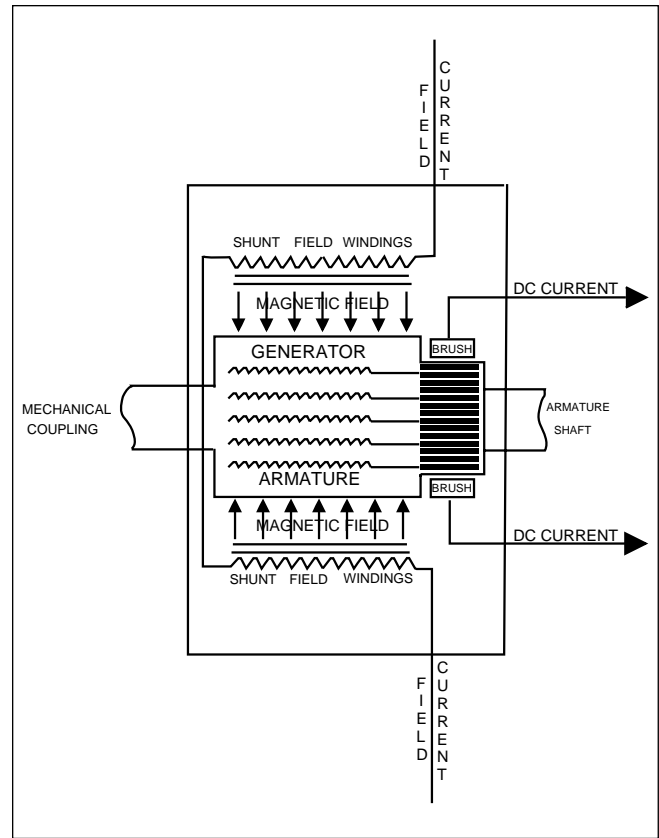 FIELD
CURRENT
SHUNT FIELD WINDINGS
MAGNETIC FIELD
DC CURRENT
BRUSH
GENERATOR
MECHANICAL
COUPLING
ARMATURE
SHAFT
ARMATURE
BRUSH
MAGNETIC FIELD
DC CURRENT
SHUNT FIELD WINDINGS
FIELD
CURRENT